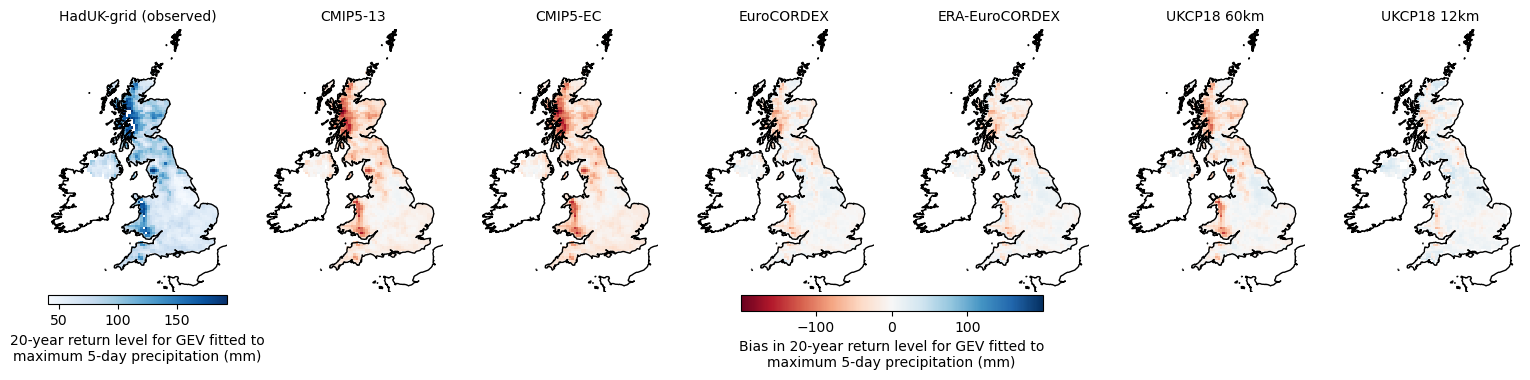 HadUK-grid (observed)
CMIP5-13
CMIP5-EC
EuroCORDEX
ERA-EuroCORDEX
UKCP18 60km
UKCP18 12km
50 100 150
20-year return level for GEV fitted to
maximum 5-day precipitation (mm)
−100 0 100
Bias in 20-year return level for GEV fitted to
maximum 5-day precipitation (mm)